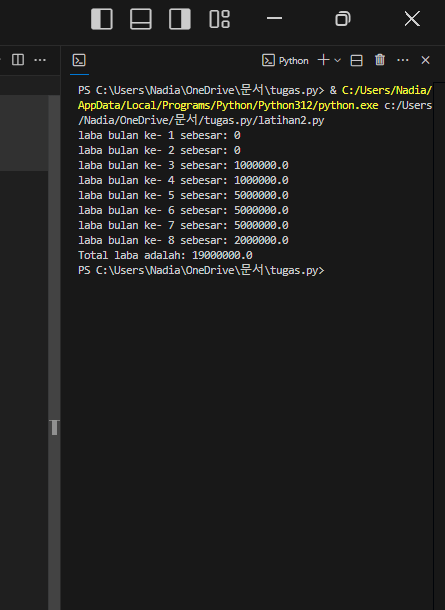 Python
PS C:\Users\Nadia\OneDrive\문서\tugas.py> & C:/Users/Nadia/
AppData/Local/Programs/Python/Python312/python.exe c:/Users
/Nadia/OneDrive/문서/tugas.py/latihan2.py
laba bulan ke- 1 sebesar: 0
laba bulan ke- 2 sebesar: 0
laba bulan ke- 3 sebesar: 1000000.0
laba bulan ke- 4 sebesar: 1000000.0
laba bulan ke- 5 sebesar: 5000000.0
laba bulan ke- 6 sebesar: 5000000.0
laba bulan ke- 7 sebesar: 5000000.0
laba bulan ke- 8 sebesar: 2000000.0
Total laba adalah: 19000000.0
PS C:\Users\Nadia\OneDrive\문서\tugas.py>